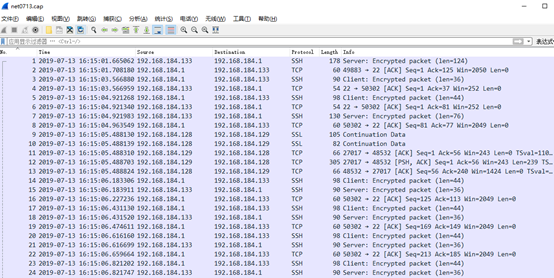 net0713.cap
文件(F) 编辑(E) 视图(V) 跳转(G) 捕获(C) 分析(A) 统计(S) 电话(Y) 无线(W) 工具(T) 帮助(H)
应用显示过滤器 … <Ctrl-/> 表达式
No. Time Source Destination Protocol Length Info
1 2019-07-13 16:15:01.665062 192.168.184.133 192.168.184.1 SSH 178 Server: Encrypted packet (len=124)
2 2019-07-13 16:15:01.708180 192.168.184.1 192.168.184.133 TCP 60 49883 → 22 [ACK] Seq=1 Ack=125 Win=2050 Len=0
3 2019-07-13 16:15:03.566880 192.168.184.1 192.168.184.133 SSH 90 Client: Encrypted packet (len=36)
4 2019-07-13 16:15:03.566959 192.168.184.133 192.168.184.1 TCP 54 22 → 50302 [ACK] Seq=1 Ack=37 Win=252 Len=0
5 2019-07-13 16:15:04.921268 192.168.184.1 192.168.184.133 SSH 98 Client: Encrypted packet (len=44)
6 2019-07-13 16:15:04.921340 192.168.184.133 192.168.184.1 TCP 54 22 → 50302 [ACK] Seq=1 Ack=81 Win=252 Len=0
7 2019-07-13 16:15:04.921983 192.168.184.133 192.168.184.1 SSH 130 Server: Encrypted packet (len=76)
8 2019-07-13 16:15:04.963549 192.168.184.1 192.168.184.133 TCP 60 50302 → 22 [ACK] Seq=81 Ack=77 Win=2049 Len=0
9 2019-07-13 16:15:05.488130 192.168.184.128 192.168.184.129 SSL 105 Continuation Data
10 2019-07-13 16:15:05.488139 192.168.184.128 192.168.184.129 SSL 82 Continuation Data
11 2019-07-13 16:15:05.488188 192.168.184.129 192.168.184.128 TCP 66 27017 → 48532 [ACK] Seq=1 Ack=56 Win=243 Len=0 TSval=110…
12 2019-07-13 16:15:05.488703 192.168.184.129 192.168.184.128 TCP 305 27017 → 48532 [PSH, ACK] Seq=1 Ack=56 Win=243 Len=239 TS…
13 2019-07-13 16:15:05.488824 192.168.184.128 192.168.184.129 TCP 66 48532 → 27017 [ACK] Seq=56 Ack=240 Win=1424 Len=0 TSval=…
14 2019-07-13 16:15:06.183306 192.168.184.1 192.168.184.133 SSH 98 Client: Encrypted packet (len=44)
15 2019-07-13 16:15:06.183911 192.168.184.133 192.168.184.1 SSH 90 Server: Encrypted packet (len=36)
16 2019-07-13 16:15:06.227236 192.168.184.1 192.168.184.133 TCP 60 50302 → 22 [ACK] Seq=125 Ack=113 Win=2049 Len=0
17 2019-07-13 16:15:06.431130 192.168.184.1 192.168.184.133 SSH 98 Client: Encrypted packet (len=44)
18 2019-07-13 16:15:06.431520 192.168.184.133 192.168.184.1 SSH 90 Server: Encrypted packet (len=36)
19 2019-07-13 16:15:06.474611 192.168.184.1 192.168.184.133 TCP 60 50302 → 22 [ACK] Seq=169 Ack=149 Win=2049 Len=0
20 2019-07-13 16:15:06.616160 192.168.184.1 192.168.184.133 SSH 98 Client: Encrypted packet (len=44)
21 2019-07-13 16:15:06.616699 192.168.184.133 192.168.184.1 SSH 90 Server: Encrypted packet (len=36)
22 2019-07-13 16:15:06.659664 192.168.184.1 192.168.184.133 TCP 60 50302 → 22 [ACK] Seq=213 Ack=185 Win=2049 Len=0
23 2019-07-13 16:15:06.821202 192.168.184.1 192.168.184.133 SSH 98 Client: Encrypted packet (len=44)
24 2019-07-13 16:15:06.821747 192.168.184.133 192.168.184.1 SSH 90 Server: Encrypted packet (len=36)